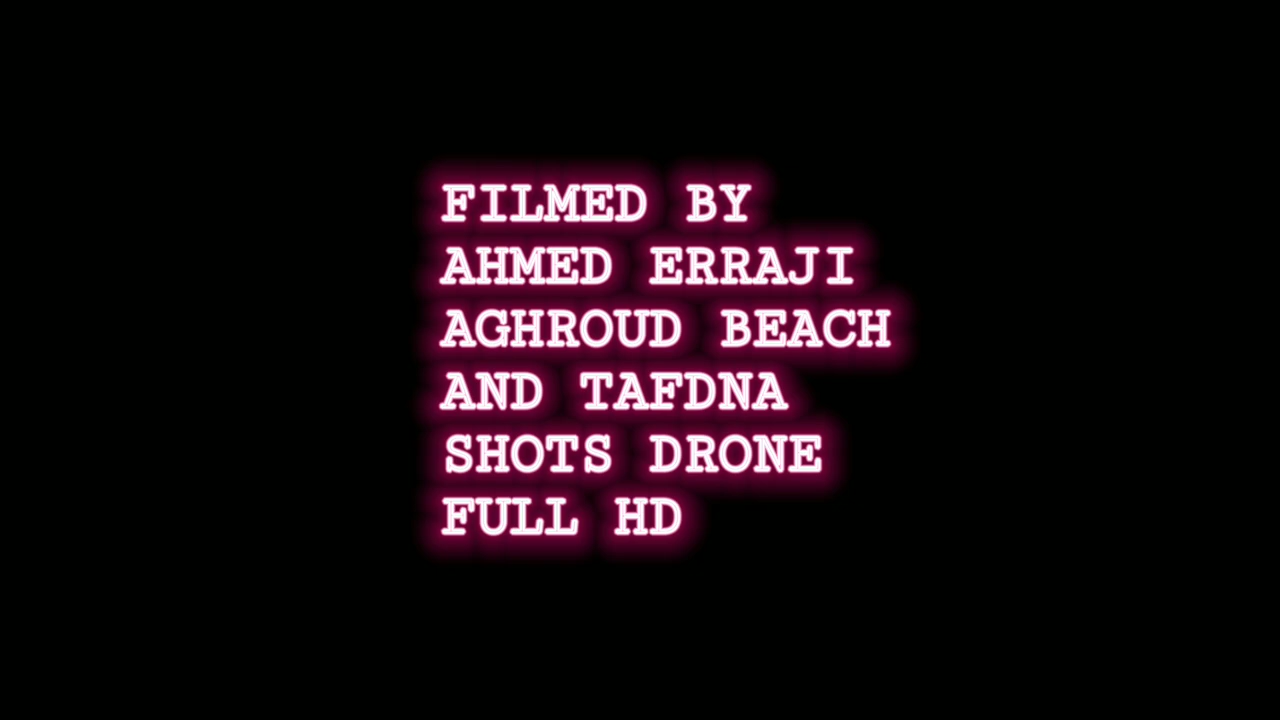 FILMED BY
AHMED ERRAJI
AGHROUD BEACH
AND TAFDNA
SHOTS DRONE
FULL HD